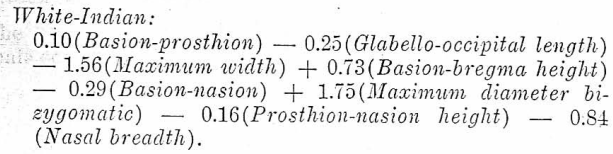 White-Indian:
0.10(Basion-prosthion) — 0.25(Glabello-occipital length)
— 1.56(Maximum width) + 0.73(Basion-bregma height)
— 0.29(Basion-nasion) + 1.75(Maximum diameter bi-
zygomatic) — 0.16(Prosthion-nasion height) — 0.84
(Nasal breadth).